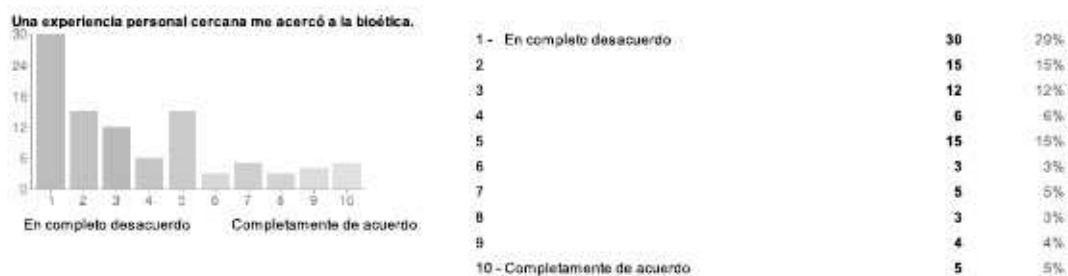 Una experiencia personal cercana me acercó a la bioética.
30
24
18
12
6
0
1 2 3 4 5 6 7 8 9 10
En completo desacuerdo Completamente de acuerdo
1 - En completo desacuerdo 30 29%
2 15 15%
3 12 12%
4 6 6%
5 15 15%
6 3 3%
7 5 5%
8 3 3%
9 4 4%
10 - Completamente de acuerdo 5 5%